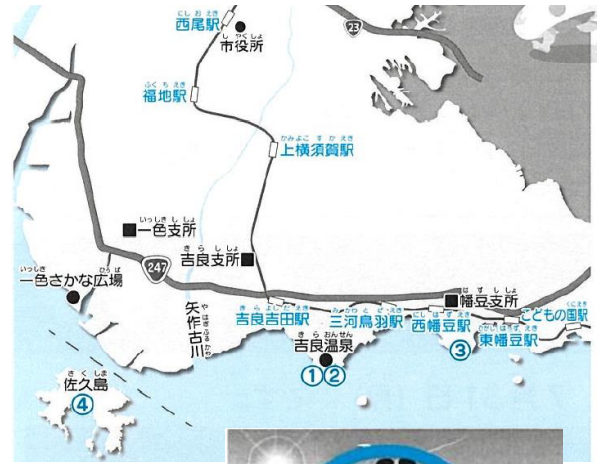 にしおえき
西尾駅
しやくしょ
市役所
23
ふくちえき
福地駅
かみよこすかえき
上横須賀駅
いっしきししょ
一色支所
きらししょ
吉良支所
247
いっしき ひろば
一色さかな広場
やはぎふるかわ
矢作古川
きらよしだえき
吉良吉田駅
みかわとばえき
三河鳥羽駅
はずししょ
幡豆支所
にしはずえき
西幡豆駅
くにえき
こどもの国駅
ひがしはずえき
東幡豆駅
きらおんせん
吉良温泉
①②
③
さくしま
佐久島
④